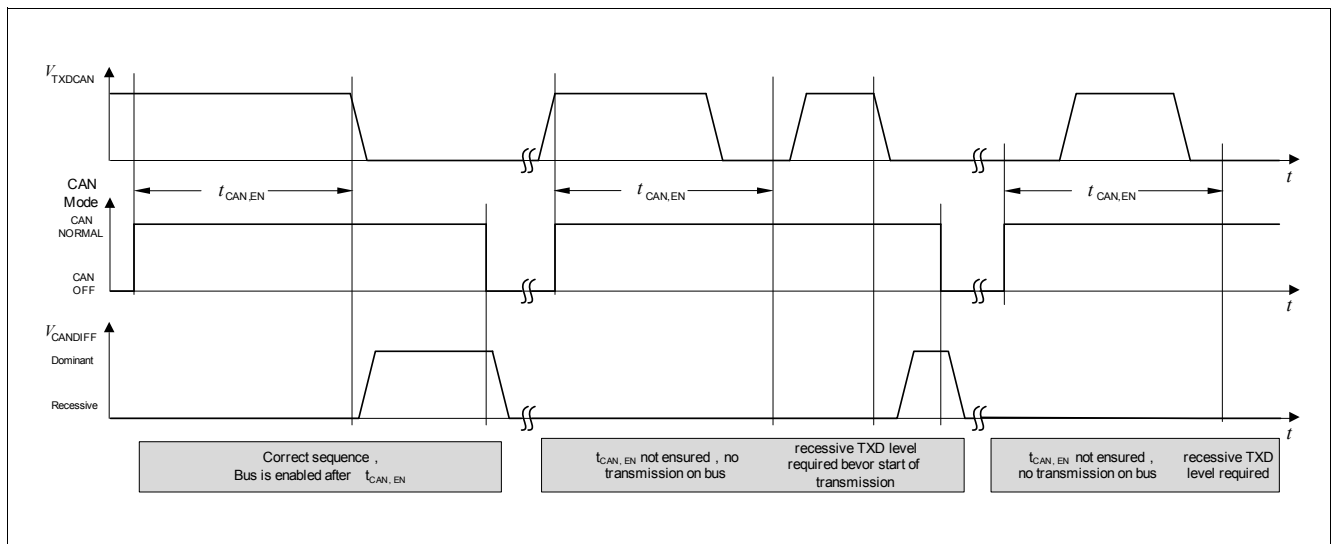 VTXDCAN
t
tCAN,EN
tCAN,EN
tCAN,EN
CAN
Mode
CAN
NORMAL
CAN
OFF
t
VCANDIFF
Dominant
Recessive
t
Correct sequence ,
Bus is enabled after tCAN, EN
tCAN, EN not ensured , no
transmission on bus
recessive TXD level
required bevor start of
transmission
tCAN, EN not ensured ,
no transmission on bus
recessive TXD
level required